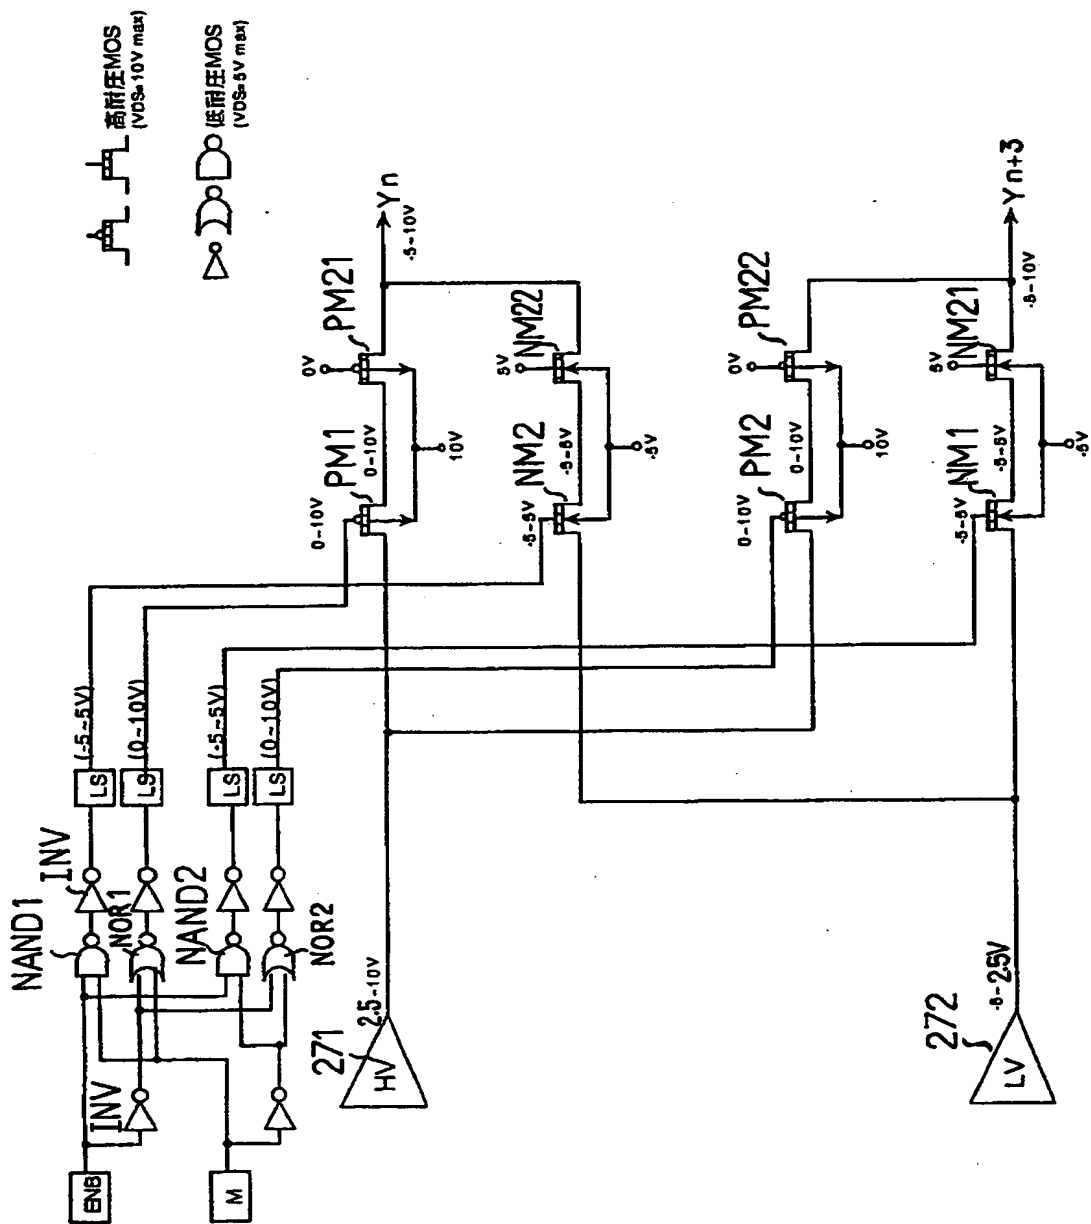 高耐圧MOS
(VDS=10V max)
低耐圧MOS
(VDS=5V max)
NAND1
INV
NOR1
NAND2
NOR2
INV
ENB
M
LS
LS
LS
LS
(-5~5V)
(0~10V)
(-5~5V)
(0~10V)
271
HV
2.5-10V
272
LV
-5-2.5V
0-10V
PM1
0-10V
0V
PM21
10V
Yn
-5-10V
-5-5V
NM2
-5-5V
5V
NM22
-5V
0-10V
PM2
0-10V
0V
PM22
10V
Yn+3
-5-10V
-5-5V
NM1
-5-5V
5V
NM21
-5V